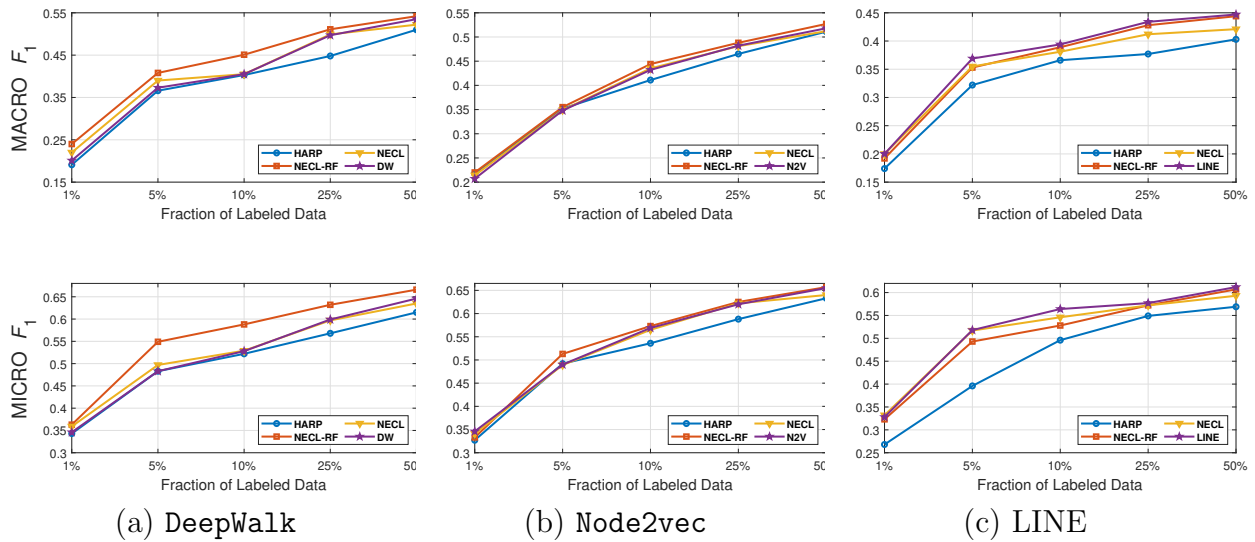 MACRO F1
0.55
0.45
0.35
0.25
0.15
HARP NECL
NECL-RF DW
1% 5% 10% 25% 50
Fraction of Labeled Data
0.55
0.5
0.45
0.4
0.35
0.3
0.25
0.2
HARP NECL
NECL-RF N2V
1% 5% 10% 25% 50
Fraction of Labeled Data
0.45
0.4
0.35
0.3
0.25
0.2
0.15
HARP NECL
NECL-RF LINE
1% 5% 10% 25% 50%
Fraction of Labeled Data
MICRO F1
0.65
0.6
0.55
0.5
0.45
0.4
0.35
0.3
HARP NECL
NECL-RF DW
1% 5% 10% 25% 50
Fraction of Labeled Data
0.65
0.6
0.55
0.5
0.45
0.4
0.35
0.3
HARP NECL
NECL-RF N2V
1% 5% 10% 25% 50
Fraction of Labeled Data
0.6
0.55
0.5
0.45
0.4
0.35
0.3
0.25
HARP NECL
NECL-RF LINE
1% 5% 10% 25% 50%
Fraction of Labeled Data
(a) DeepWalk
(b) Node2vec
(c) LINE